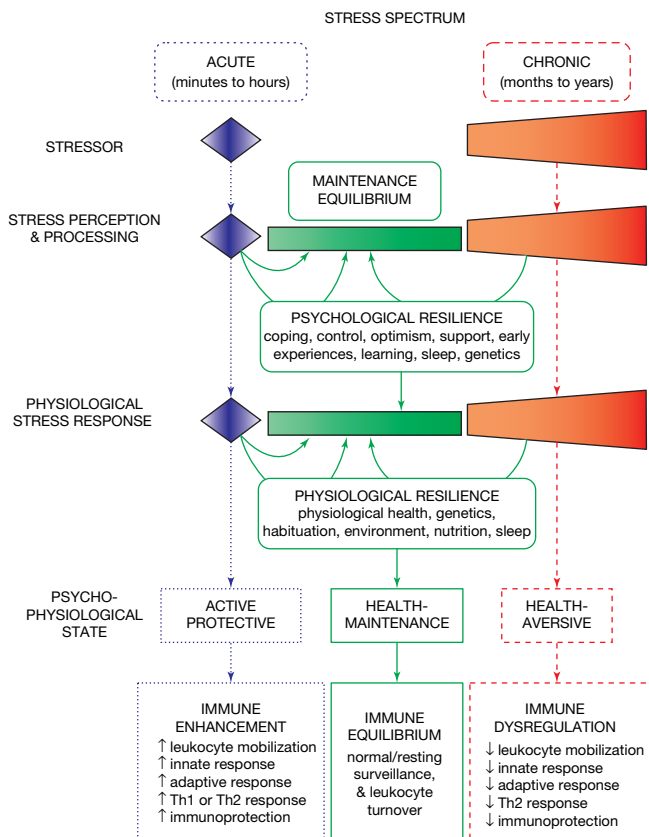 STRESS SPECTRUM
ACUTE
(minutes to hours)
CHRONIC
(months to years)
STRESSOR
MAINTENANCE
EQUILIBRIUM
STRESS PERCEPTION
& PROCESSING
PSYCHOLOGICAL RESILIENCE
coping, control, optimism, support, early
experiences, learning, sleep, genetics
PHYSIOLOGICAL
STRESS RESPONSE
PHYSIOLOGICAL RESILIENCE
physiological health, genetics,
habituation, environment, nutrition, sleep
PSYCHO-
PHYSIOLOGICAL
STATE
ACTIVE
PROTECTIVE
HEALTH-
MAINTENANCE
HEALTH-
AVERSIVE
IMMUNE
ENHANCEMENT
↑ leukocyte mobilization
↑ innate response
↑ adaptive response
↑ Th1 or Th2 response
↑ immunoprotection
IMMUNE
EQUILIBRIUM
normal/resting
surveillance,
& leukocyte
turnover
IMMUNE
DYSREGULATION
↓ leukocyte mobilization
↓ innate response
↓ adaptive response
↓ Th2 response
↓ immunoprotection